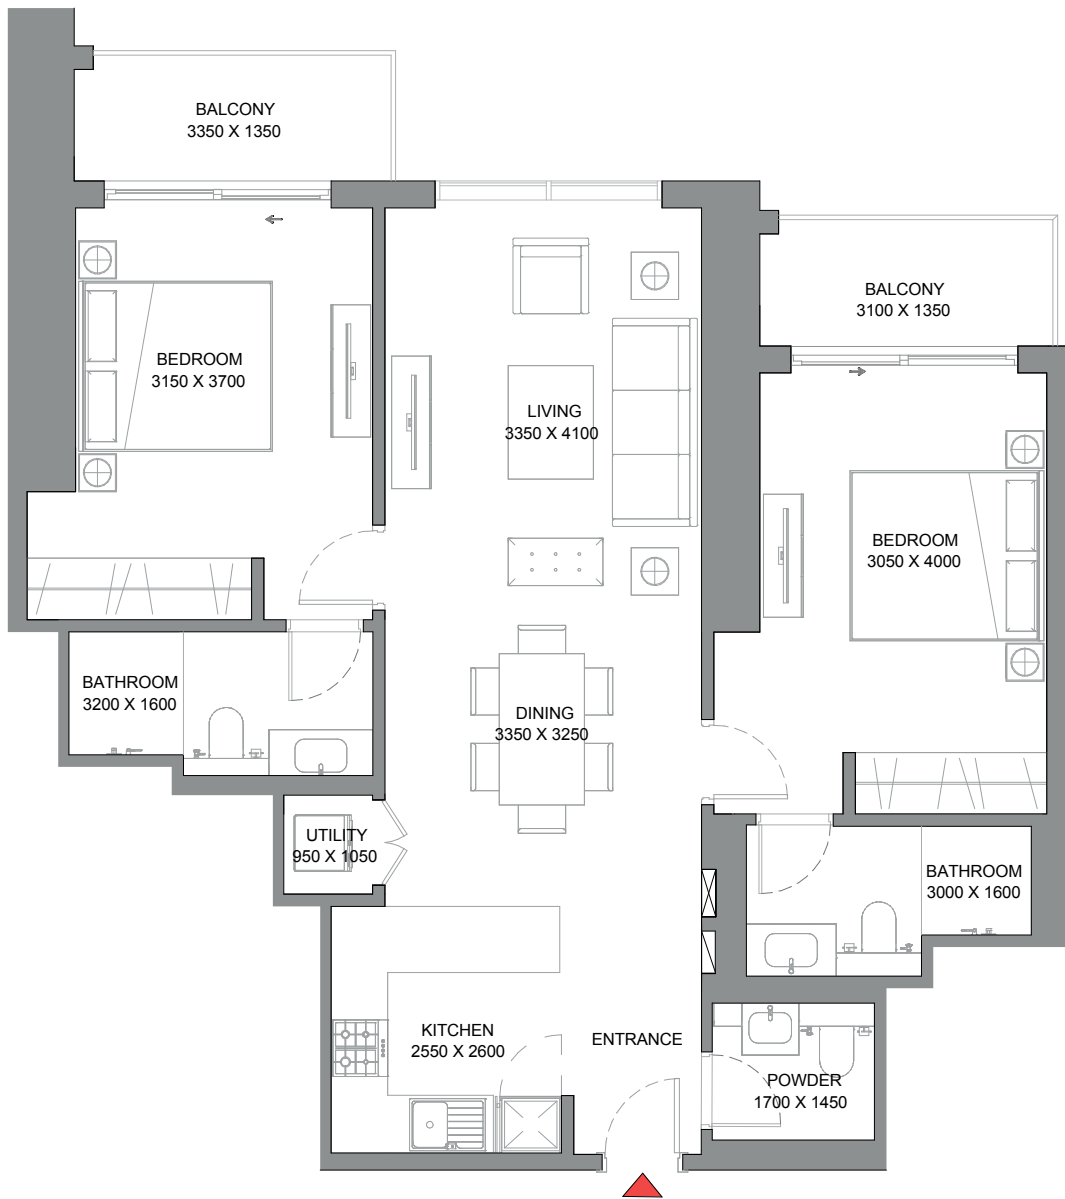 BALCONY
3350 X 1350
BALCONY
3100 X 1350
BEDROOM
3150 X 3700
LIVING
3350 X 4100
BEDROOM
3050 X 4000
BATHROOM
3200 X 1600
DINING
3350 X 3250
UTILITY
950 X 1050
BATHROOM
3000 X 1600
KITCHEN
2550 X 2600
ENTRANCE
POWDER
1700 X 1450